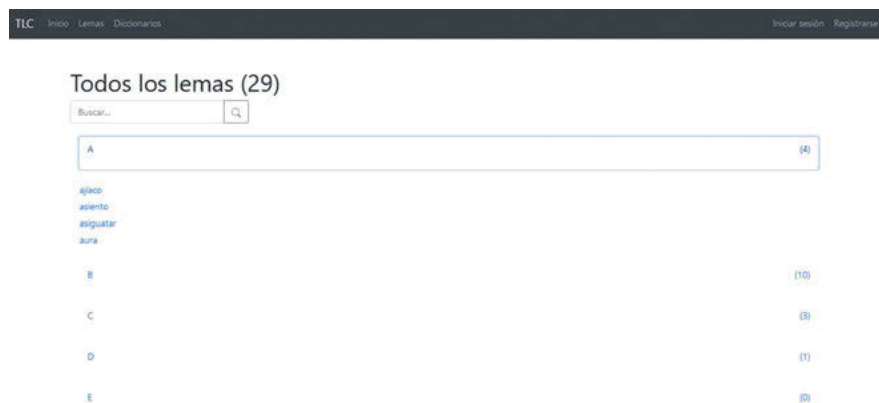 TLC Inicio Lemas Diccionarios Iniciar sesión Registrarse
Todos los lemas (29)
Buscar...
A (4)
ajíaco
asiento
asiguatar
aura
B (10)
C (3)
D (1)
E (0)